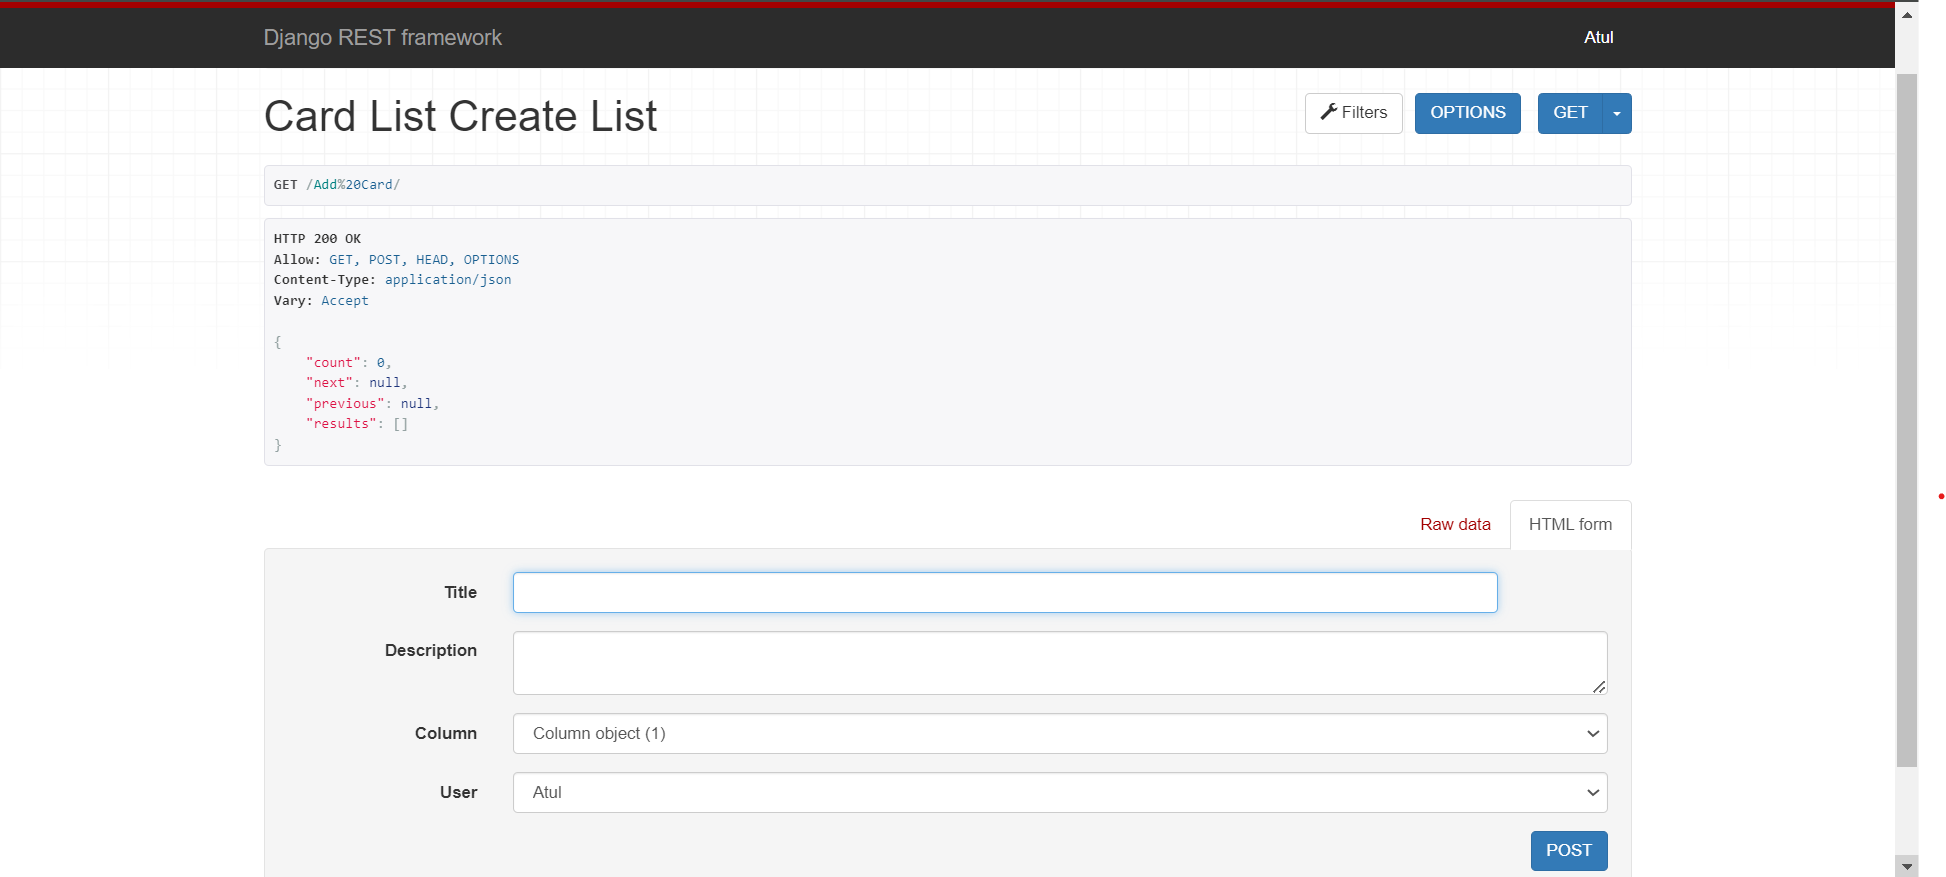 Django REST framework
Atul
Card List Create List
Filters
OPTIONS
GET
GET /Add%20Card/
HTTP 200 OK
Allow: GET, POST, HEAD, OPTIONS
Content-Type: application/json
Vary: Accept
{
    "count": 0,
    "next": null,
    "previous": null,
    "results": []
}
Raw data
HTML form
Title
Description
Column
Column object (1)
User
Atul
POST